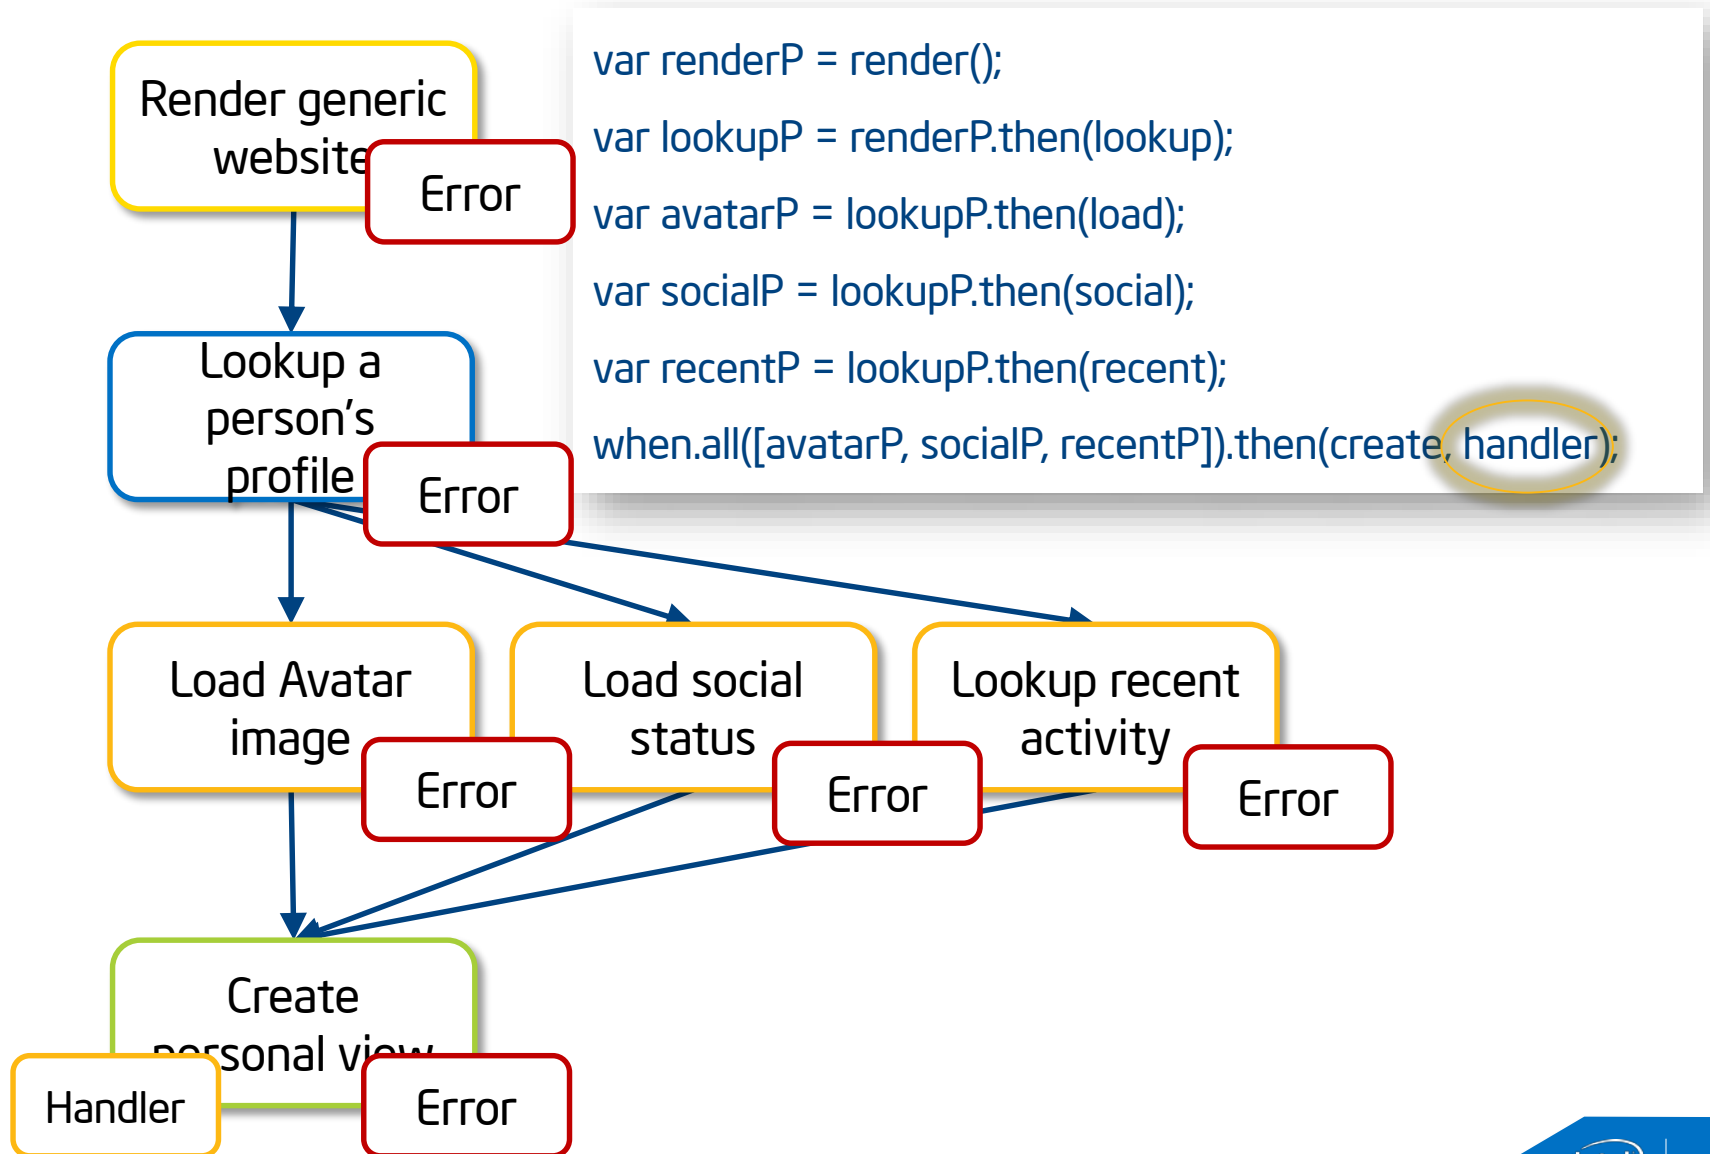 var renderP = render();
var lookupP = renderP.then(lookup);
var avatarP = lookupP.then(load);
var socialP = lookupP.then(social);
var recentP = lookupP.then(recent);
when.all([avatarP, socialP, recentP]).then(create, handler);
Render generic
website
Error
Lookup a
person's
profile
Error
Load Avatar
image
Error
Load social
status
Error
Lookup recent
activity
Error
Create
personal view
Handler
Error